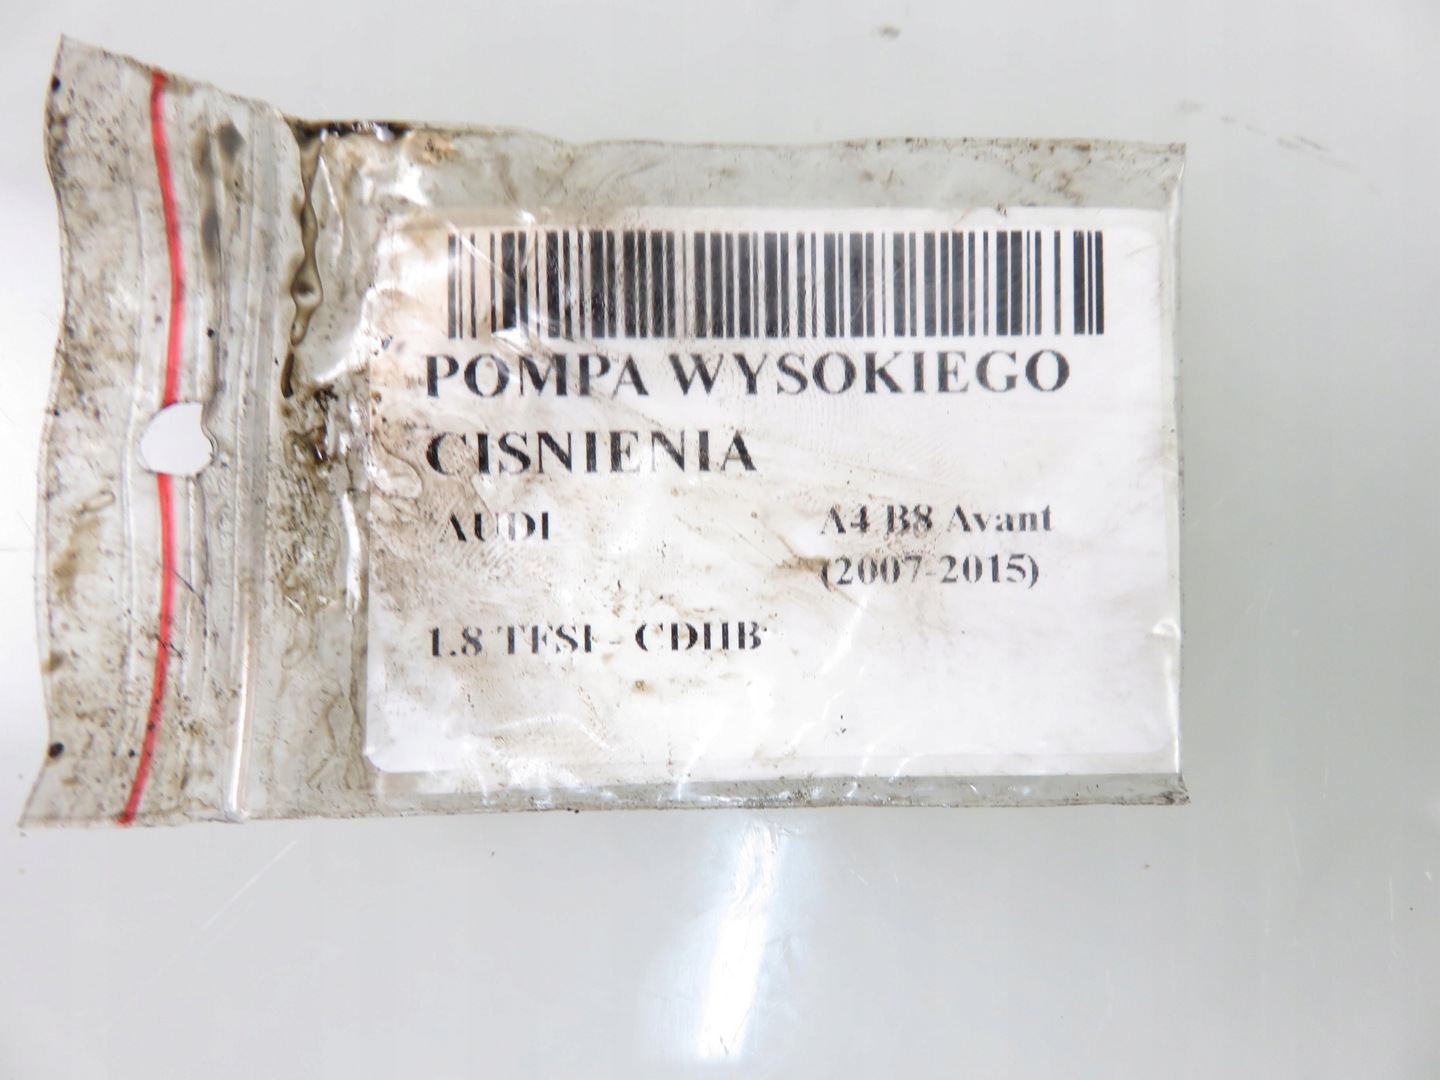 POMPA WYSOKIEGO
CISNIENIA
AUDI A4 B8 Avant
(2007-2015)
1.8 TFSI - CDHB